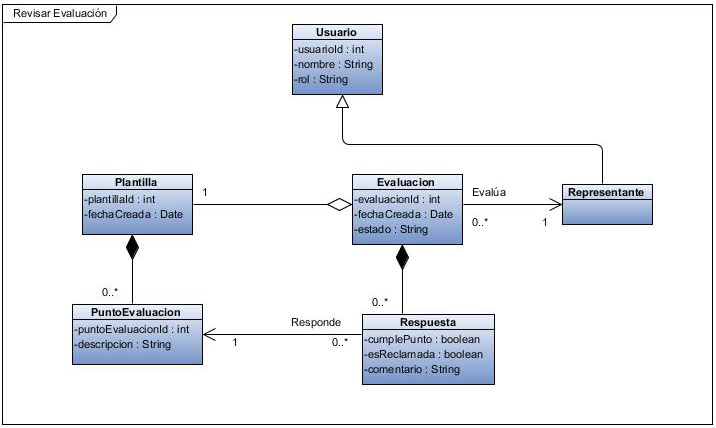 Revisar Evaluación
Usuario
-usuarioId : int
-nombre : String
-rol : String
Plantilla
-plantillaId : int
-fechaCreada : Date
1
Evaluacion
-evaluacionId : int
-fechaCreada : Date
-estado : String
Evalúa
0..*
1
Representante
0..*
0..*
PuntoEvaluacion
-puntoEvaluacionId : int
-descripcion : String
Responde
1
0..*
Respuesta
-cumplePunto : boolean
-esReclamada : boolean
-comentario : String